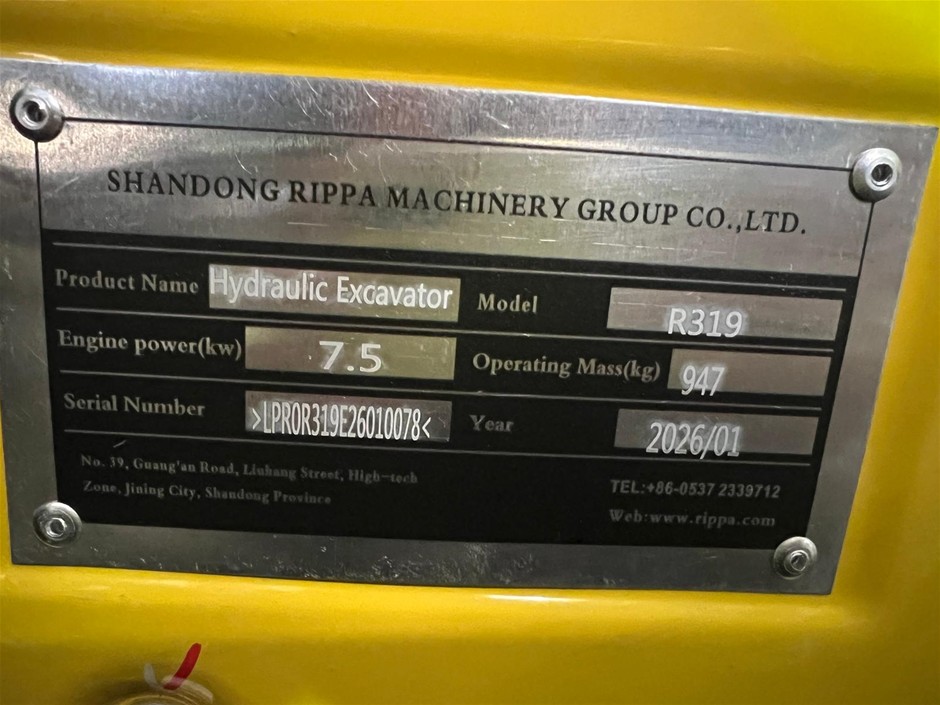 SHANDONG RIPPA MACHINERY GROUP CO.,LTD.
Product Name Hydraulic Excavator Model R319
Engine power(kw) 7.5 Operating Mass(kg) 947
Serial Number >LPR0R319E26010078< Year 2026/01
No. 39, Guang'an Road, Liuhang Street, High-tech
Zone, Jining City, Shandong Province
TEL:+86-0537 2339712
Web:www.rippa.com